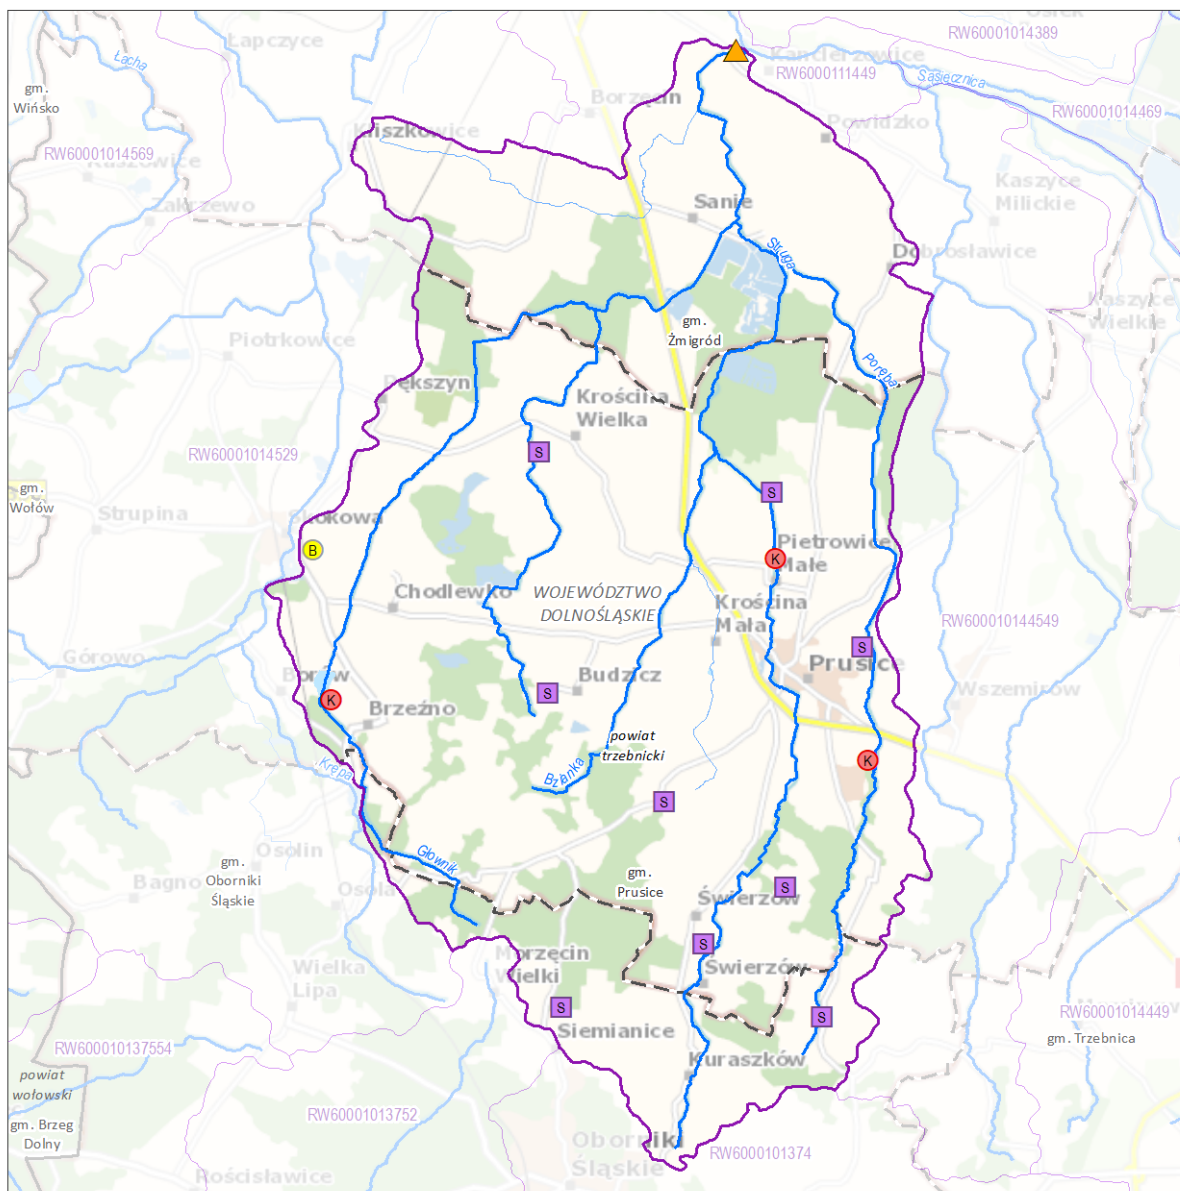 RW60001014389
Łapczyce
Łacha
Kanclerzowice
RW6000111449
Sąsiecznica
gm.
Wińsko
Borzęcin
RW60001014469
Powidzko
RW60001014569
Kaszyce
Milickie
Zakrzewo
Sanie
Struga
Dobrosławice
Kaszyce
Wielkie
Piotrkowice
gm.
Żmigród
Poręba
Pększyn
Krościna
Wielka
RW60001014529
S
gm.
Wołów
S
Strupina
Skokowa
B
Pietrowice
Małe
K
Chodlewko
WOJEWÓDZTWO
DOLNOŚLĄSKIE
Krościna
Mała
RW600010144549
S
Górowo
Prusice
Borów
Budzicz
S
Wszemirów
K
Brzeźno
powiat
trzebnicki
Krępa
K
Bzianka
S
Osolin
Głownik
gm.
Oborniki
Śląskie
Bagno
Osola
gm.
Prusice
S
Świerzów
S
Morzęcin
Wielki
Wielka
Lipa
Świerzów
S
S
Siemianice
RW60001014449
gm. Trzebnica
RW600010137554
Kuraszków
powiat
wołowski
RW60001013752
gm. Brzeg
Dolny
Oborniki
Śląskie
RW6000101374
Rościsławice